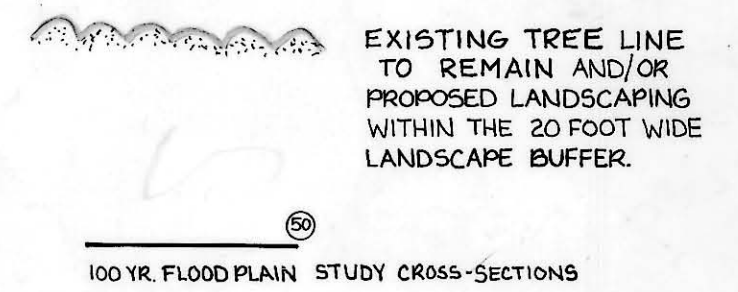 EXISTING TREE LINE
TO REMAIN AND/OR
PROPOSED LANDSCAPING
WITHIN THE 20 FOOT WIDE
LANDSCAPE BUFFER.
50
100 YR. FLOOD PLAIN STUDY CROSS-SECTIONS